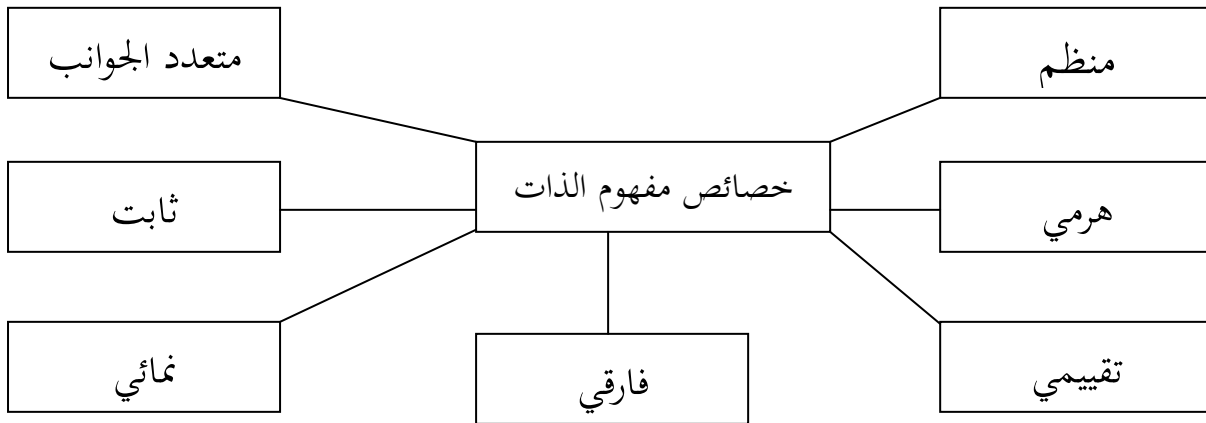 منظم
متعدد الجوانب
خصائص مفهوم الذات
هرمي
ثابت
تقييمي
فارقي
نمائي